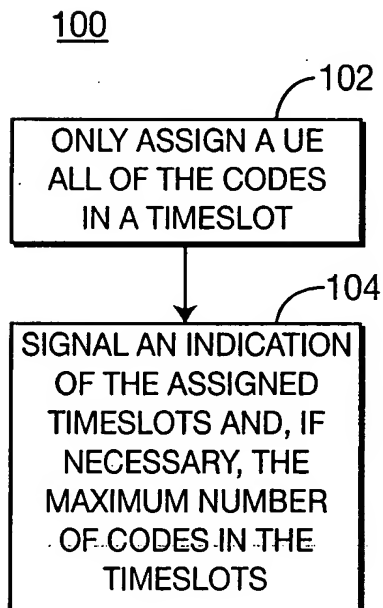 100
102
ONLY ASSIGN A UE
ALL OF THE CODES
IN A TIMESLOT
104
SIGNAL AN INDICATION
OF THE ASSIGNED
TIMESLOTS AND, IF
NECESSARY, THE
MAXIMUM NUMBER
OF CODES IN THE
TIMESLOTS